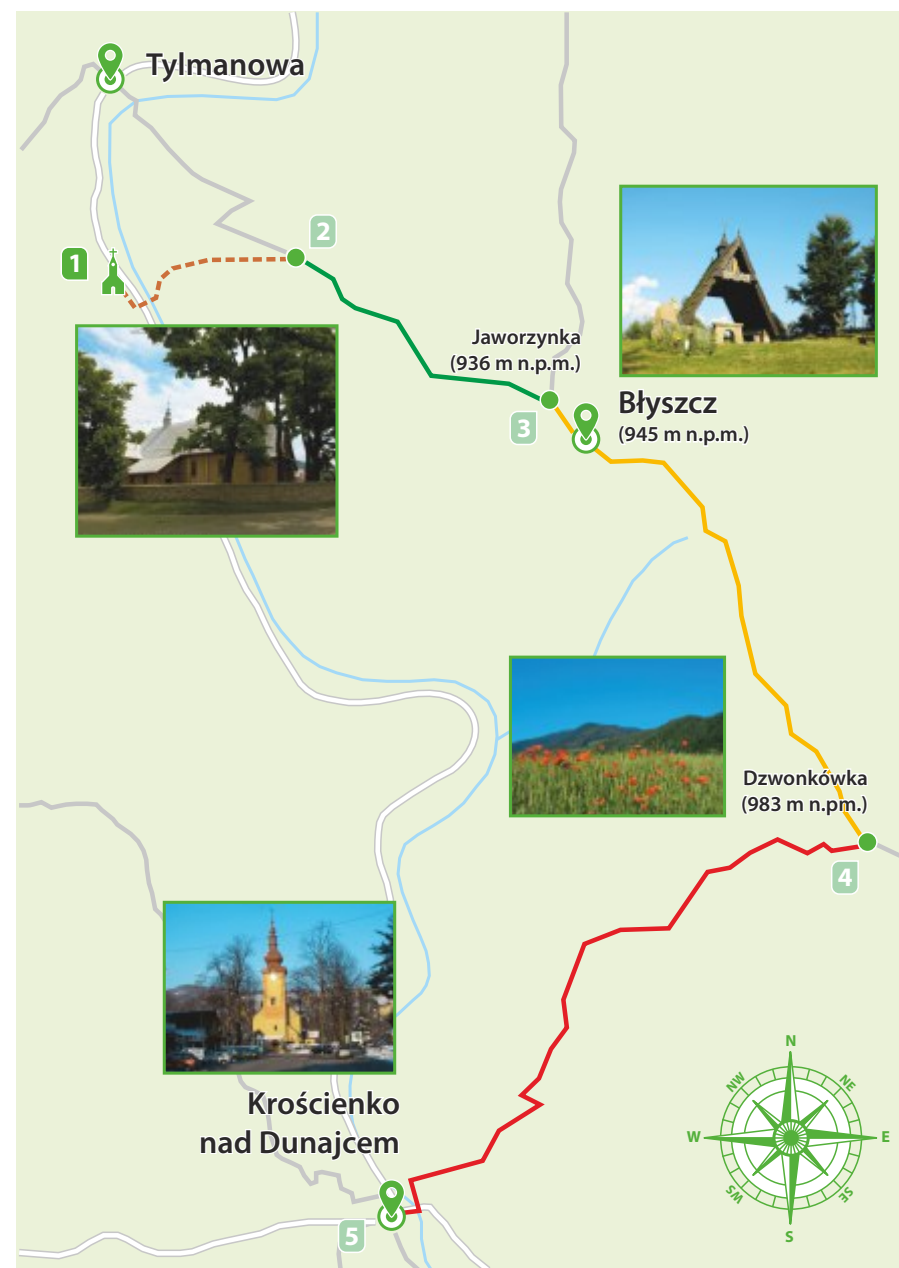 Tylmanowa
2
1
Jaworzynka
(936 m n.p.m.)
3
Błyszcz
(945 m n.p.m.)
Dzwonkówka
(983 m n.pm.)
4
Krościenko
nad Dunajcem
5
N
NW
NE
W
E
SW
SE
S